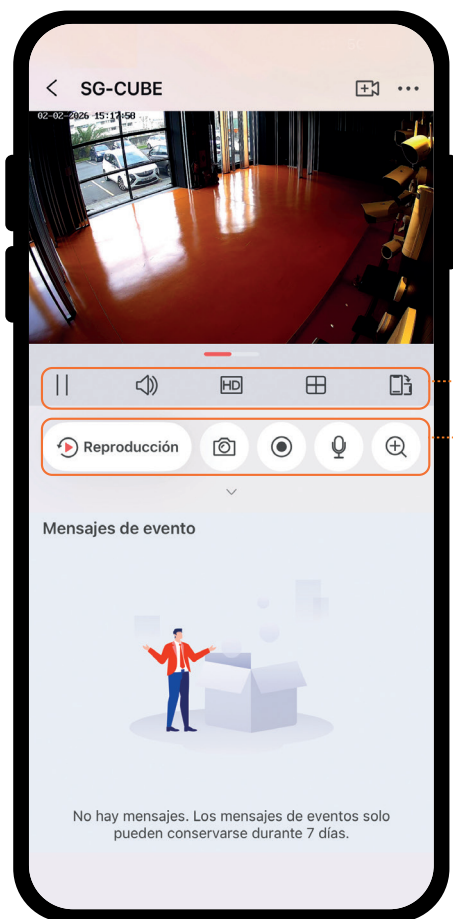 SG-CUBE
02-02-2026 15:17:58
HD
Reproducción
Mensajes de evento
No hay mensajes. Los mensajes de eventos solo
pueden conservarse durante 7 días.